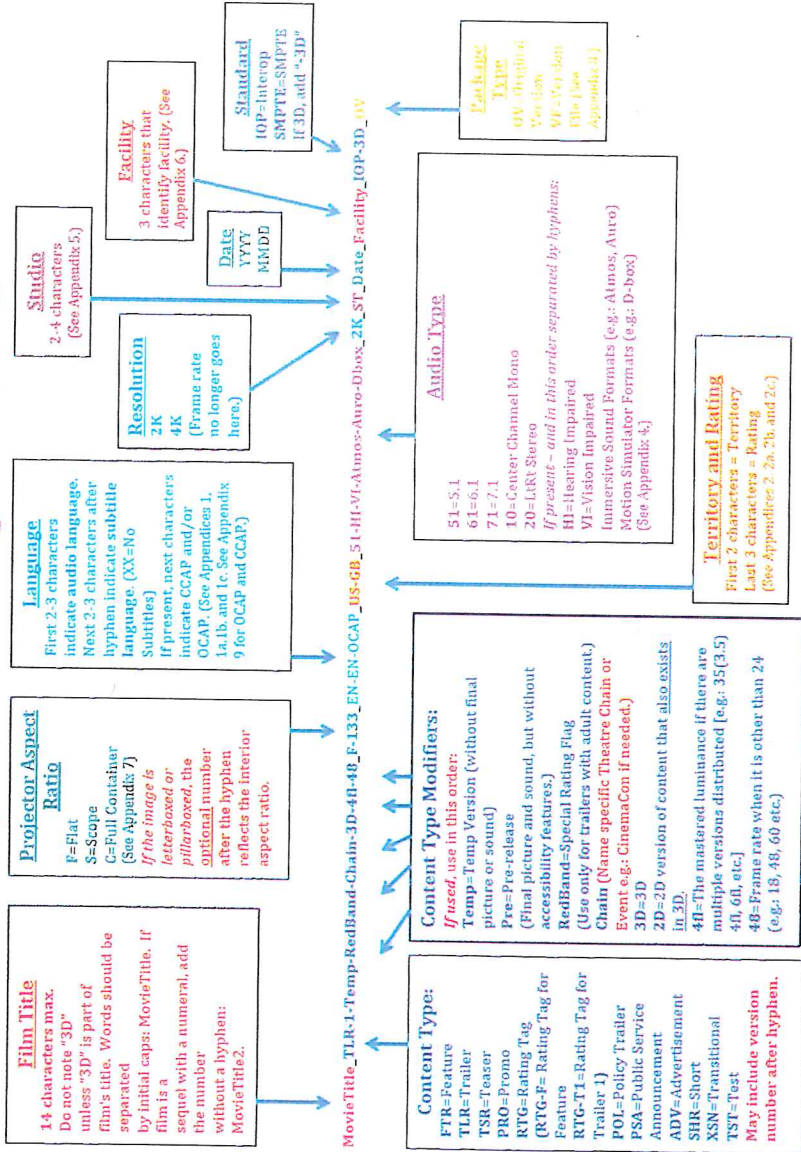 Film Title
14 characters max.
Do not note "3D"
unless "3D" is part of
film's title. Words should be
separated
by initial caps: MovieTitle. If
film is a
sequel with a numeral, add
the number
without a hyphen:
MovieTitle2.
Projector Aspect
Ratio
F=Flat
S=Scope
C=Full Container
(See Appendix 7)
If the image is
letterboxed or
pillarboxed, the
optional number
after the hyphen
reflects the interior
aspect ratio.
Language
First 2-3 characters
indicate audio language.
Next 2-3 characters after
hyphen indicate subtitle
language. (XX=No
Subtitles)
If present, next characters
indicate CCAP and/or
OCAP. (See Appendices 1,
1a,1b, and 1c. See Appendix
9 for OCAP and CCAP.)
Resolution
2K
4K
(Frame rate
no longer goes
here.)
Studio
2-4 characters
(See Appendix 5.)
Date
YYYY
MMDD
Facility
3 characters that
identify facility. (See
Appendix 6.)
Standard
IOP=Interop
SMPTE=SMPTE
If 3D, add "-3D"
MovieTitle_TLR-1-Temp-RedBand-Chain-3D-4fl-48_F-133_EN-EN-OCAP_US-GB_51-HI-VI-Atmos-Auro-Dbox_2K_ST_Date_Facility_IOP-3D_OV
Content Type:
FTR=Feature
TLR=Trailer
TSR=Teaser
PRO=Promo
RTG=Rating Tag
(RTG-F= Rating Tag for
Feature
RTG-T1=Rating Tag for
Trailer 1)
POL=Policy Trailer
PSA=Public Service
Announcement
ADV=Advertisement
SHR=Short
XSN=Transitional
TST=Test
May include version
number after hyphen.
Content Type Modifiers:
If used, use in this order:
Temp=Temp Version (without final
picture or sound)
Pre=Pre-release
(Final picture and sound, but without
accessibility features.)
RedBand=Special Rating Flag
(Use only for trailers with adult content.)
Chain (Name specific Theatre Chain or
Event e.g.: CinemaCon if needed.)
3D=3D
2D=2D version of content that also exists
in 3D.
4fl=The mastered luminance if there are
multiple versions distributed [e.g.: 35(3.5)
4fl, 6fl, etc.]
48=Frame rate when it is other than 24
(e.g.: 18, 48, 60 etc.)
Territory and Rating
First 2 characters = Territory
Last 3 characters = Rating
(See Appendices 2, 2a, 2b, and 2c.)
Audio Type
51=5.1
61=6.1
71=7.1
10=Center Channel Mono
20=LtRt Stereo
If present – and in this order separated by hyphens:
HI=Hearing Impaired
VI=Vision Impaired
Immersive Sound Formats (e.g.: Atmos, Auro)
Motion Simulator Formats (e.g.: D-box)
(See Appendix 4.)
Package
Type
OV=Original
Version
VF=Version
File (See
Appendix 8.)